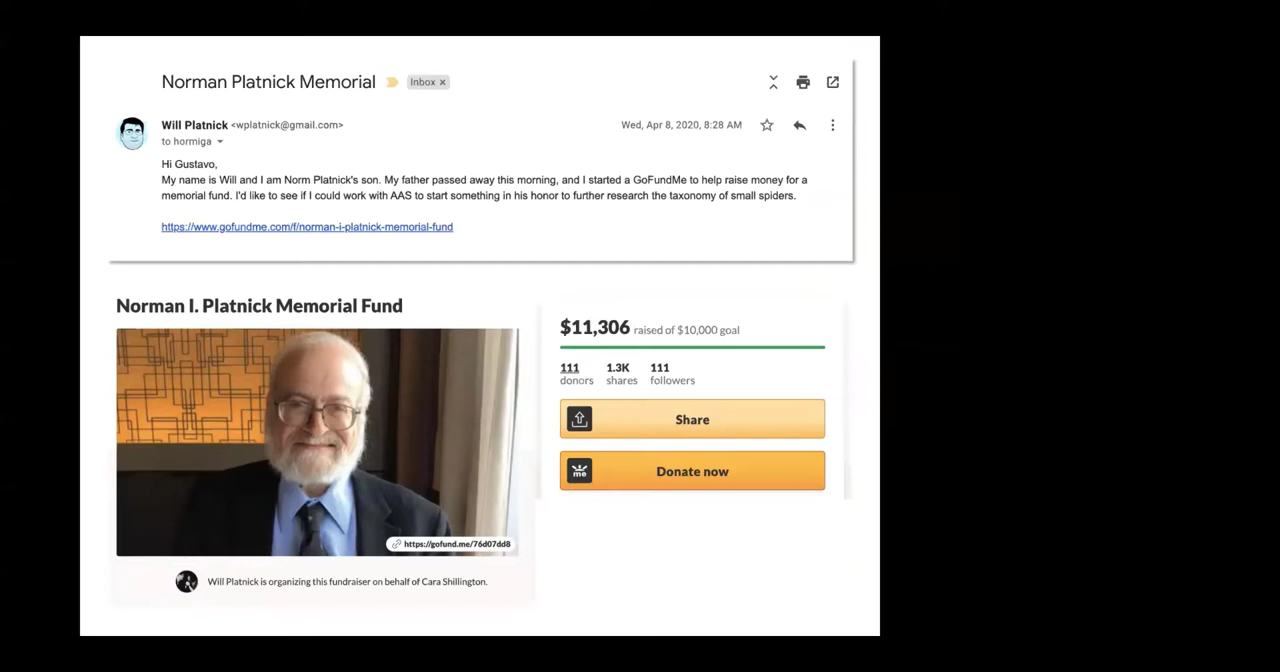 Norman Platnick Memorial Inbox ×
Will Platnick <wplatnick@gmail.com> Wed, Apr 8, 2020, 8:28 AM
to hormiga
Hi Gustavo,
My name is Will and I am Norm Platnick's son. My father passed away this morning, and I started a GoFundMe to help raise money for a
memorial fund. I'd like to see if I could work with AAS to start something in his honor to further research the taxonomy of small spiders.
https://www.gofundme.com/f/norman-i-platnick-memorial-fund
Norman I. Platnick Memorial Fund
https://gofund.me/76d07dd8
Will Platnick is organizing this fundraiser on behalf of Cara Shillington.
$11,306 raised of $10,000 goal
111 1.3K 111
donors shares followers
Share
me Donate now